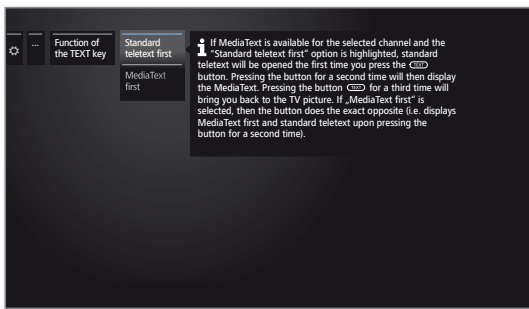 ...
Function of
the TEXT key
Standard
teletext first
MediaText
first
i If MediaText is available for the selected channel and the
"Standard teletext first" option is highlighted, standard
teletext will be opened the first time you press the TEXT
button. Pressing the button for a second time will then display
the MediaText. Pressing the button TEXT for a third time will
bring you back to the TV picture. If „MediaText first" is
selected, then the button does the exact opposite (i.e. displays
MediaText first and standard teletext upon pressing the
button for a second time).